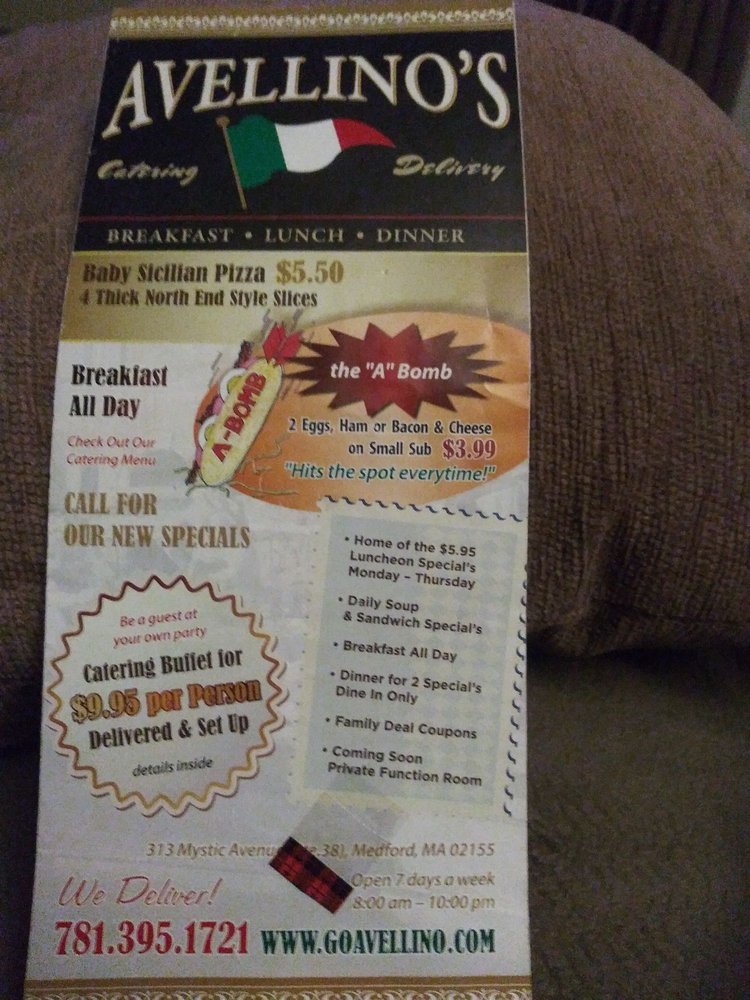 AVELLINO'S
Catering Delivery
BREAKFAST • LUNCH • DINNER
Baby Sicilian Pizza $5.50
4 Thick North End Style Slices
Breakfast
All Day
Check Out Our
Catering Menu
A-BOMB
the "A" Bomb
2 Eggs, Ham or Bacon & Cheese
on Small Sub $3.99
"Hits the spot everytime!"
CALL FOR
OUR NEW SPECIALS
• Home of the $5.95
Luncheon Special's
Monday – Thursday
• Daily Soup
& Sandwich Special's
• Breakfast All Day
• Dinner for 2 Special's
Dine In Only
• Family Deal Coupons
• Coming Soon
Private Function Room
Be a guest at
your own party
Catering Buffet for
$9.95 per Person
Delivered & Set Up
details inside
313 Mystic Avenu 38), Medford, MA 02155
Open 7 days a week
8:00 am – 10:00 pm
We Deliver!
781.395.1721 WWW.GOAVELLINO.COM